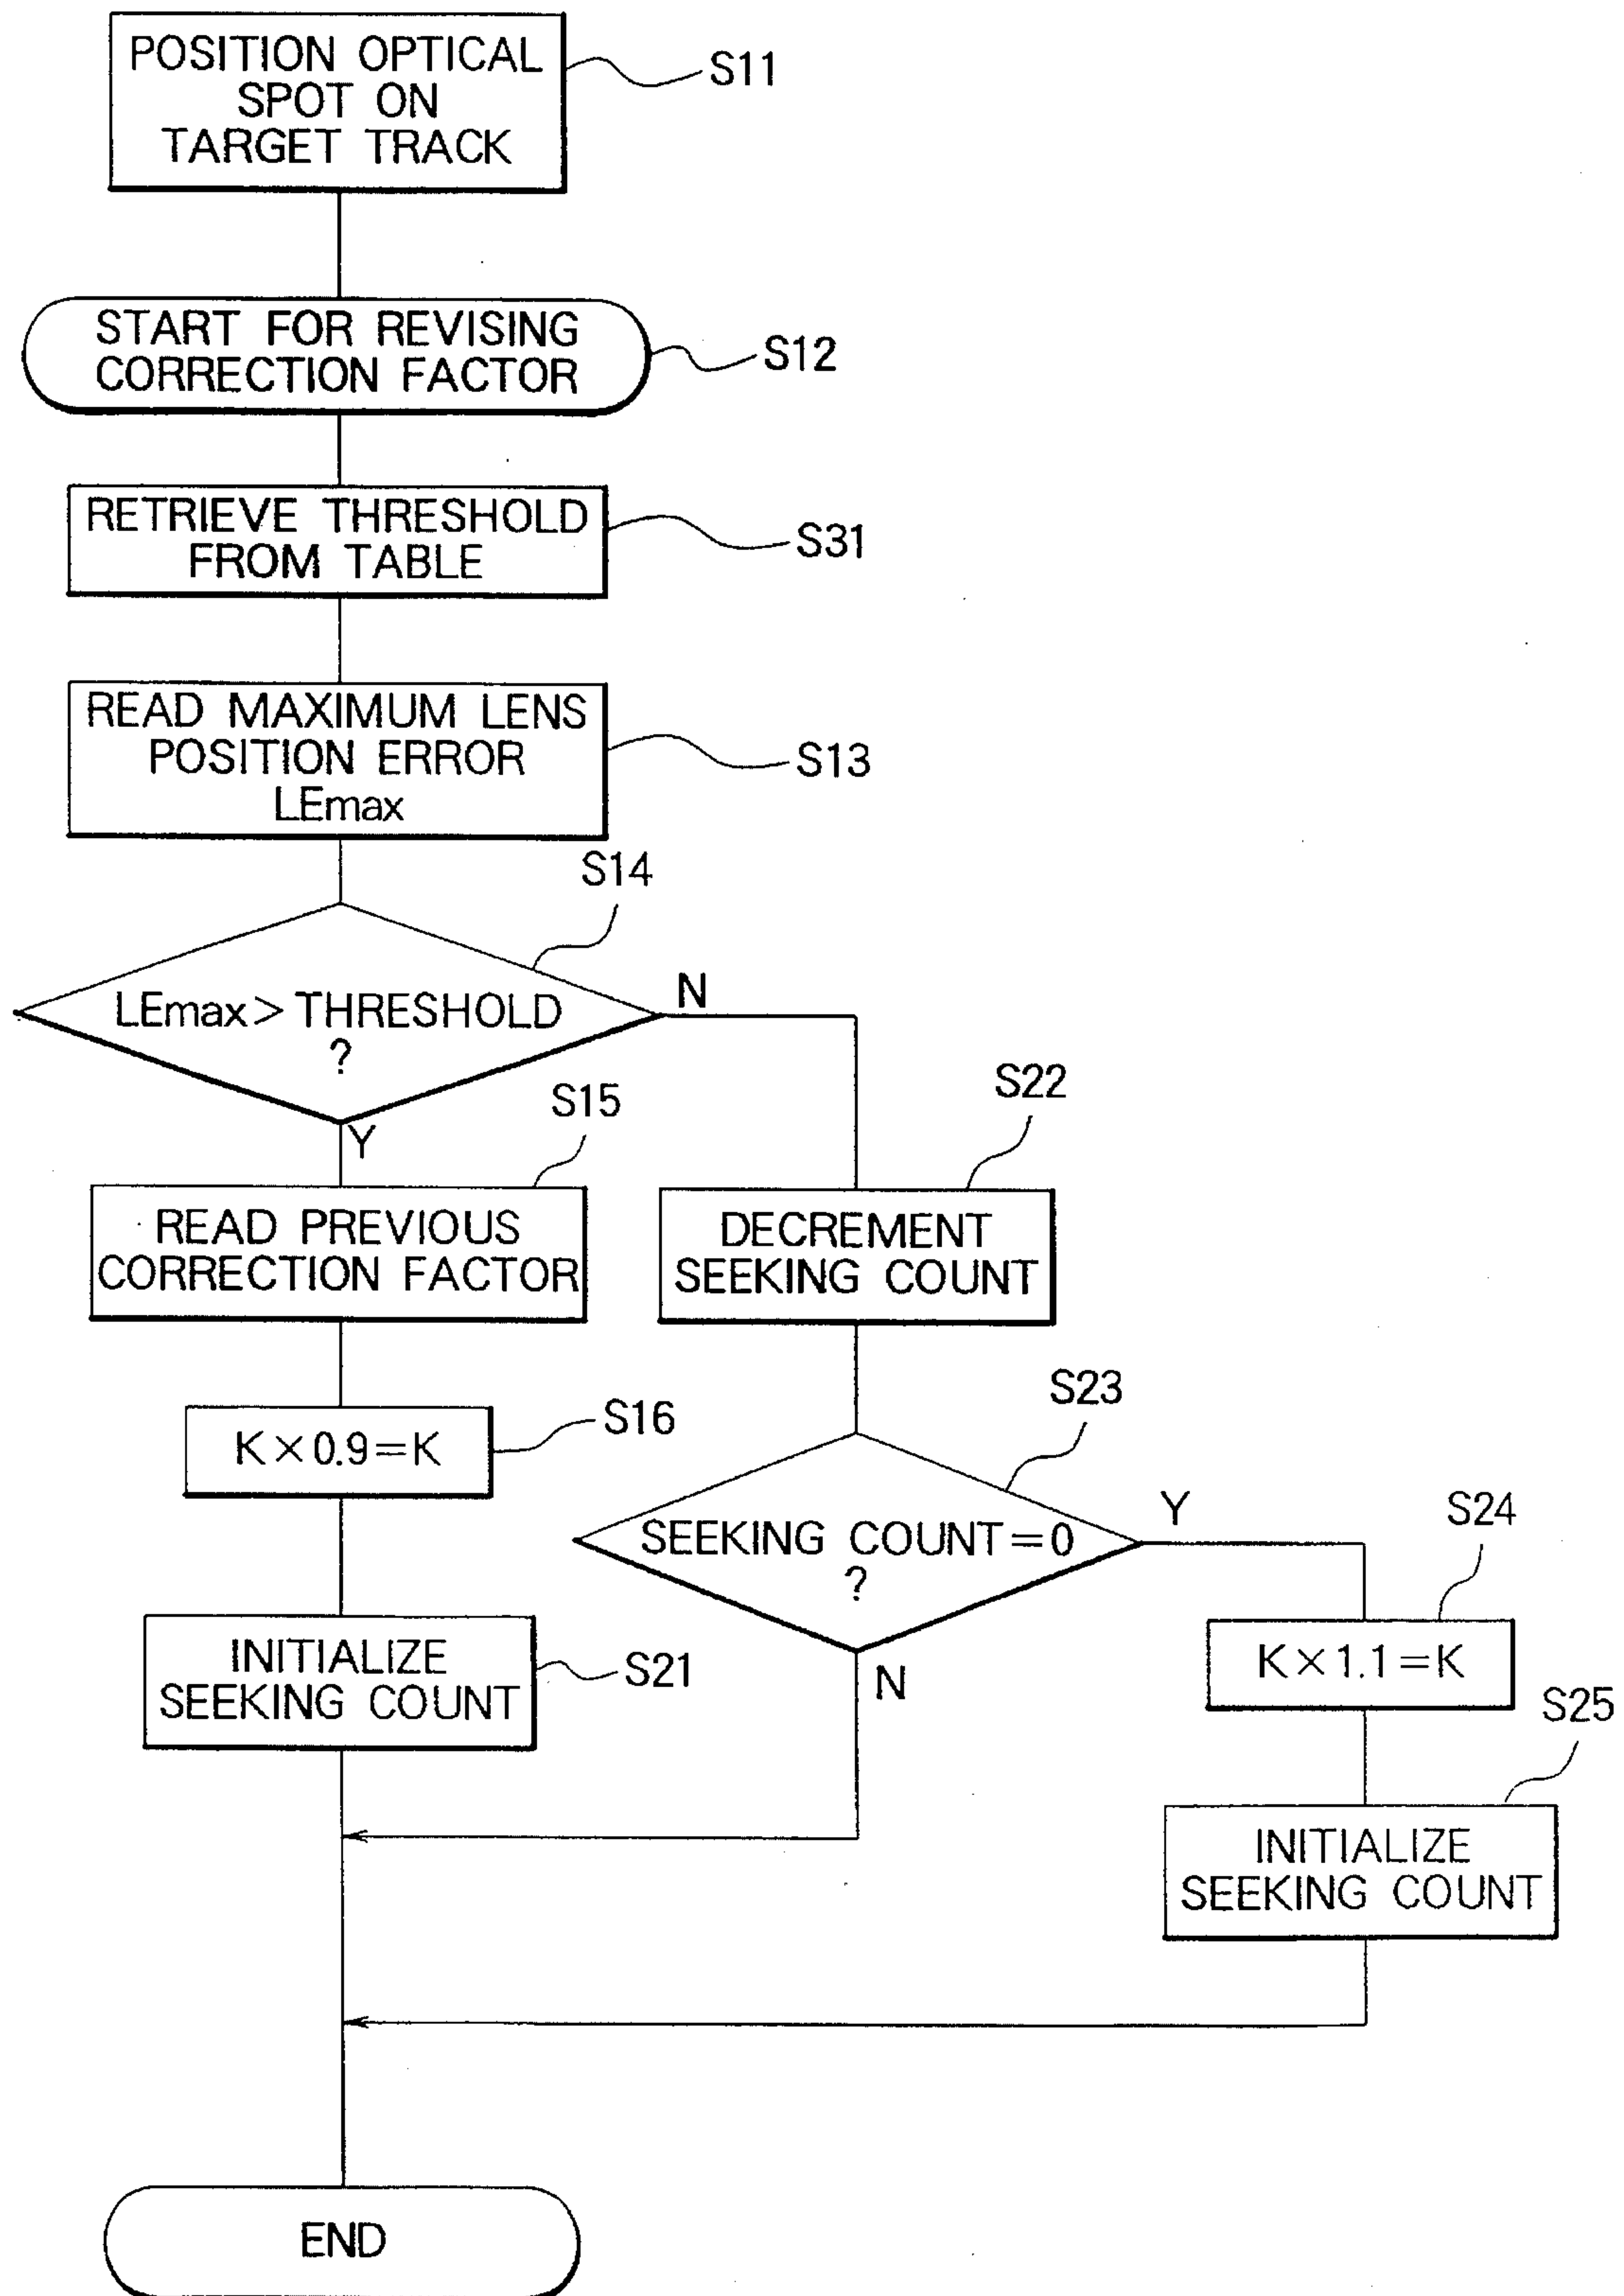 POSITION OPTICAL
SPOT ON
TARGET TRACK
S11
START FOR REVISING
CORRECTION FACTOR
S12
RETRIEVE THRESHOLD
FROM TABLE
S31
READ MAXIMUM LENS
POSITION ERROR
LEmax
S13
S14
LEmax > THRESHOLD
?
N
Y
S15
READ PREVIOUS
CORRECTION FACTOR
S22
DECREMENT
SEEKING COUNT
K×0.9=K
S16
S23
SEEKING COUNT=0
?
Y
N
S24
K×1.1=K
INITIALIZE
SEEKING COUNT
S21
S25
INITIALIZE
SEEKING COUNT
END